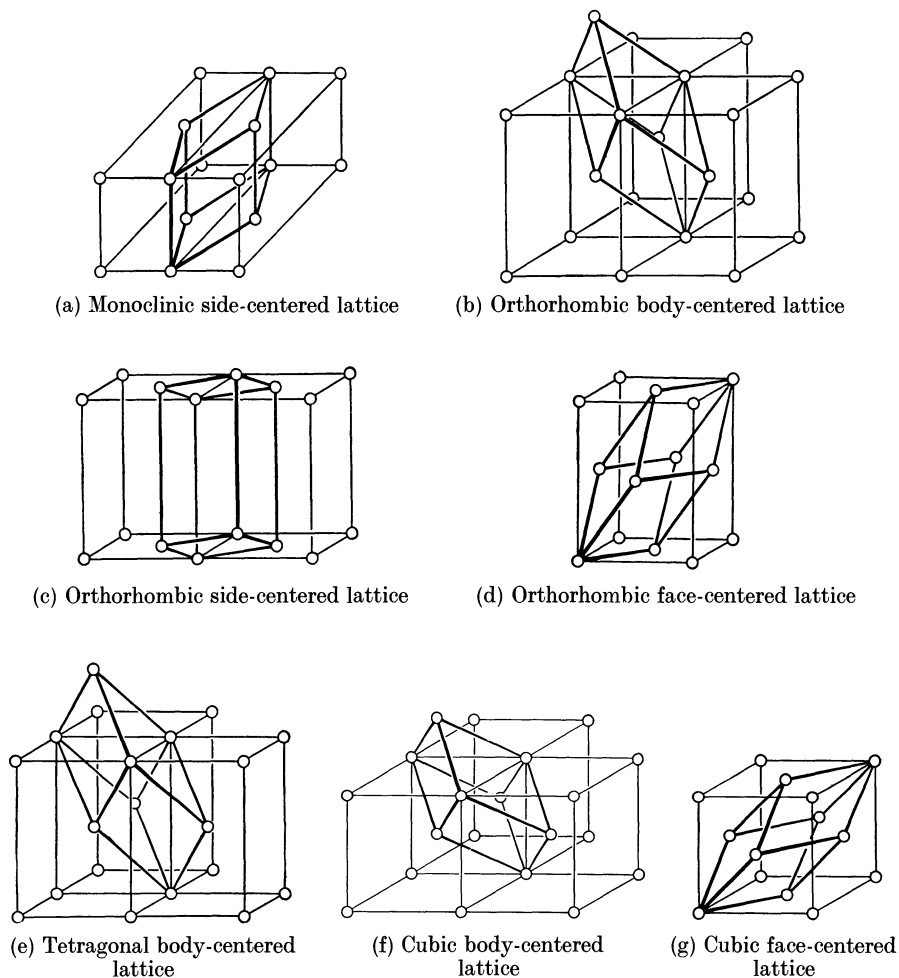 (a) Monoclinic side-centered lattice
(b) Orthorhombic body-centered lattice
(c) Orthorhombic side-centered lattice
(d) Orthorhombic face-centered lattice
(e) Tetragonal body-centered
lattice
(f) Cubic body-centered
lattice
(g) Cubic face-centered
lattice